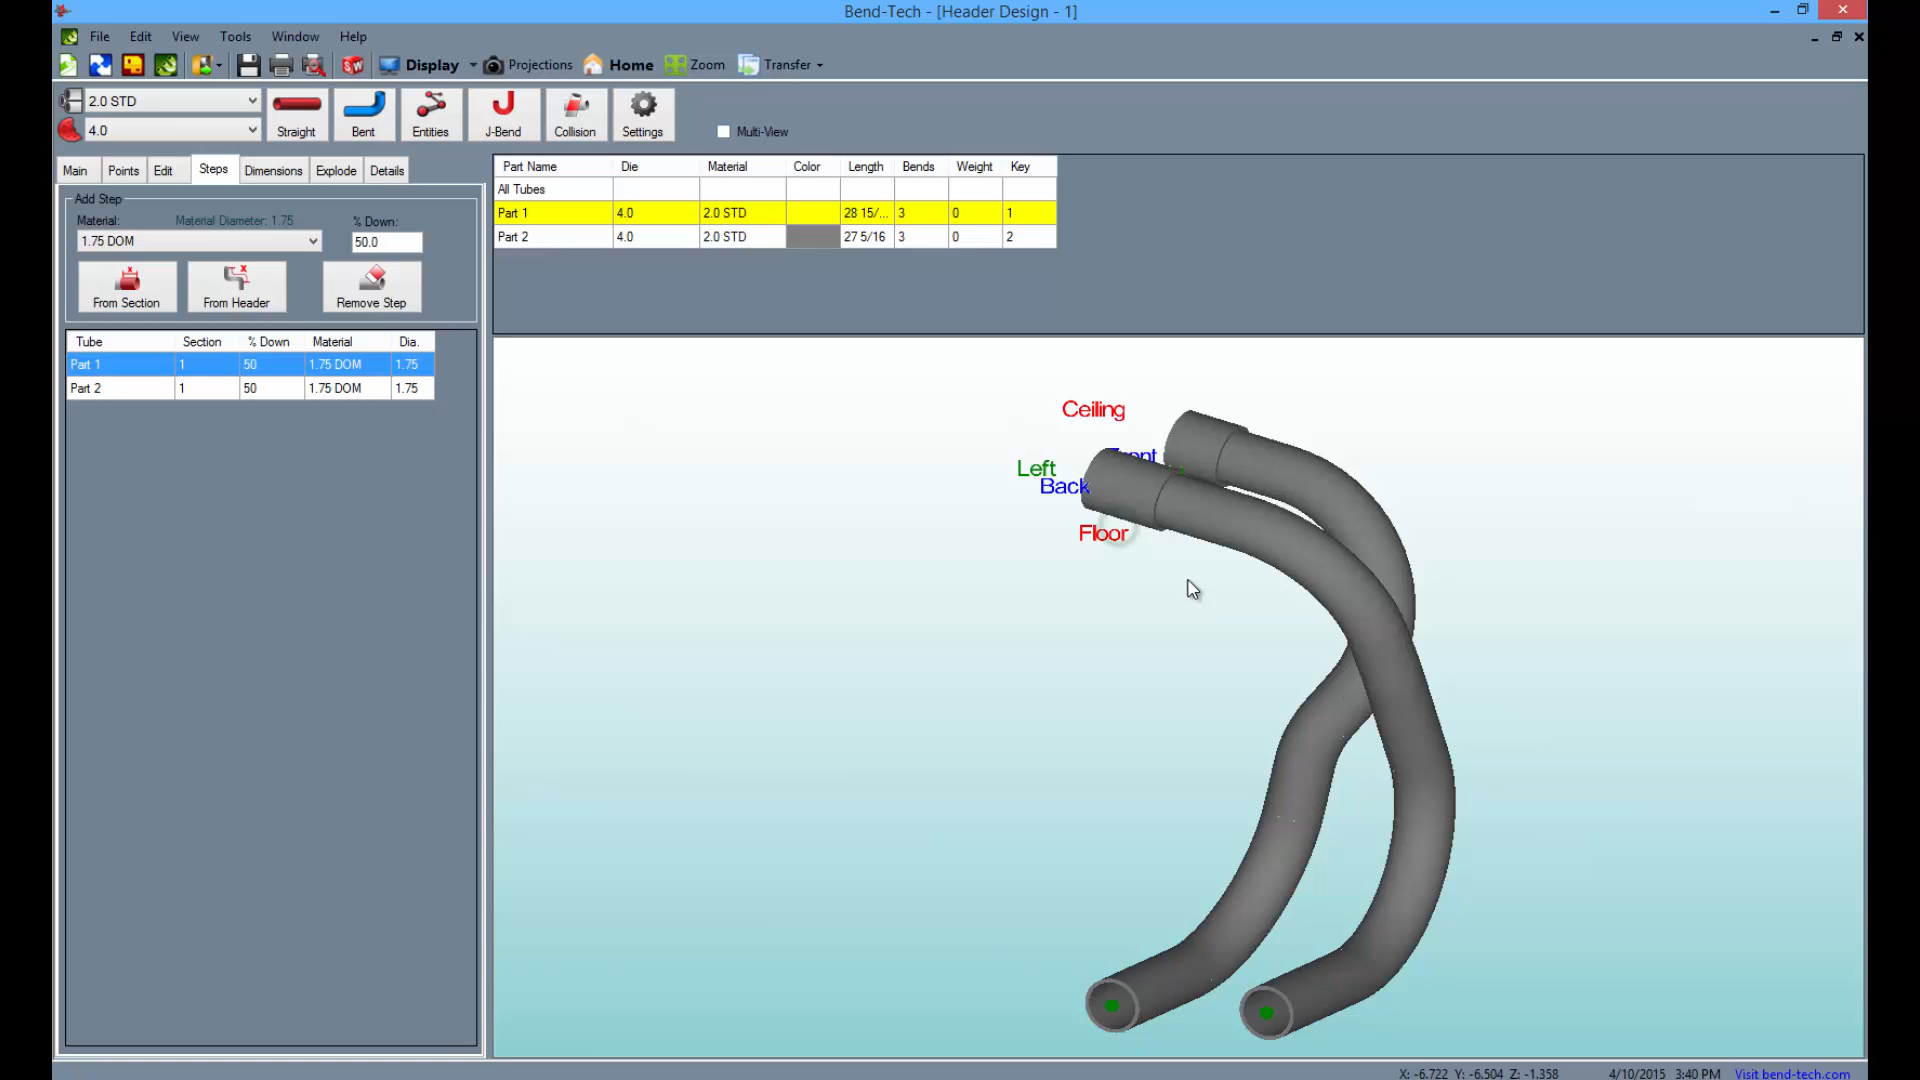 Bend-Tech - [Header Design - 1]
File Edit View Tools Window Help
Display Projections Home Zoom Transfer
2.0 STD
4.0
Straight Bent Entities J-Bend Collision Settings Multi-View
Main Points Edit Steps Dimensions Explode Details
Add Step
Material: Material Diameter: 1.75 % Down:
1.75 DOM 50.0
From Section From Header Remove Step
Tube Section % Down Material Dia.
Part 1 1 50 1.75 DOM 1.75
Part 2 1 50 1.75 DOM 1.75
Part Name Die Material Color Length Bends Weight Key
All Tubes
Part 1 4.0 2.0 STD 28 15/... 3 0 1
Part 2 4.0 2.0 STD 27 5/16 3 0 2
Ceiling
Left
Back
Floor
X: -6.722 Y: -6.504 Z: -1.358 4/10/2015 3:40 PM Visit bend-tech.com